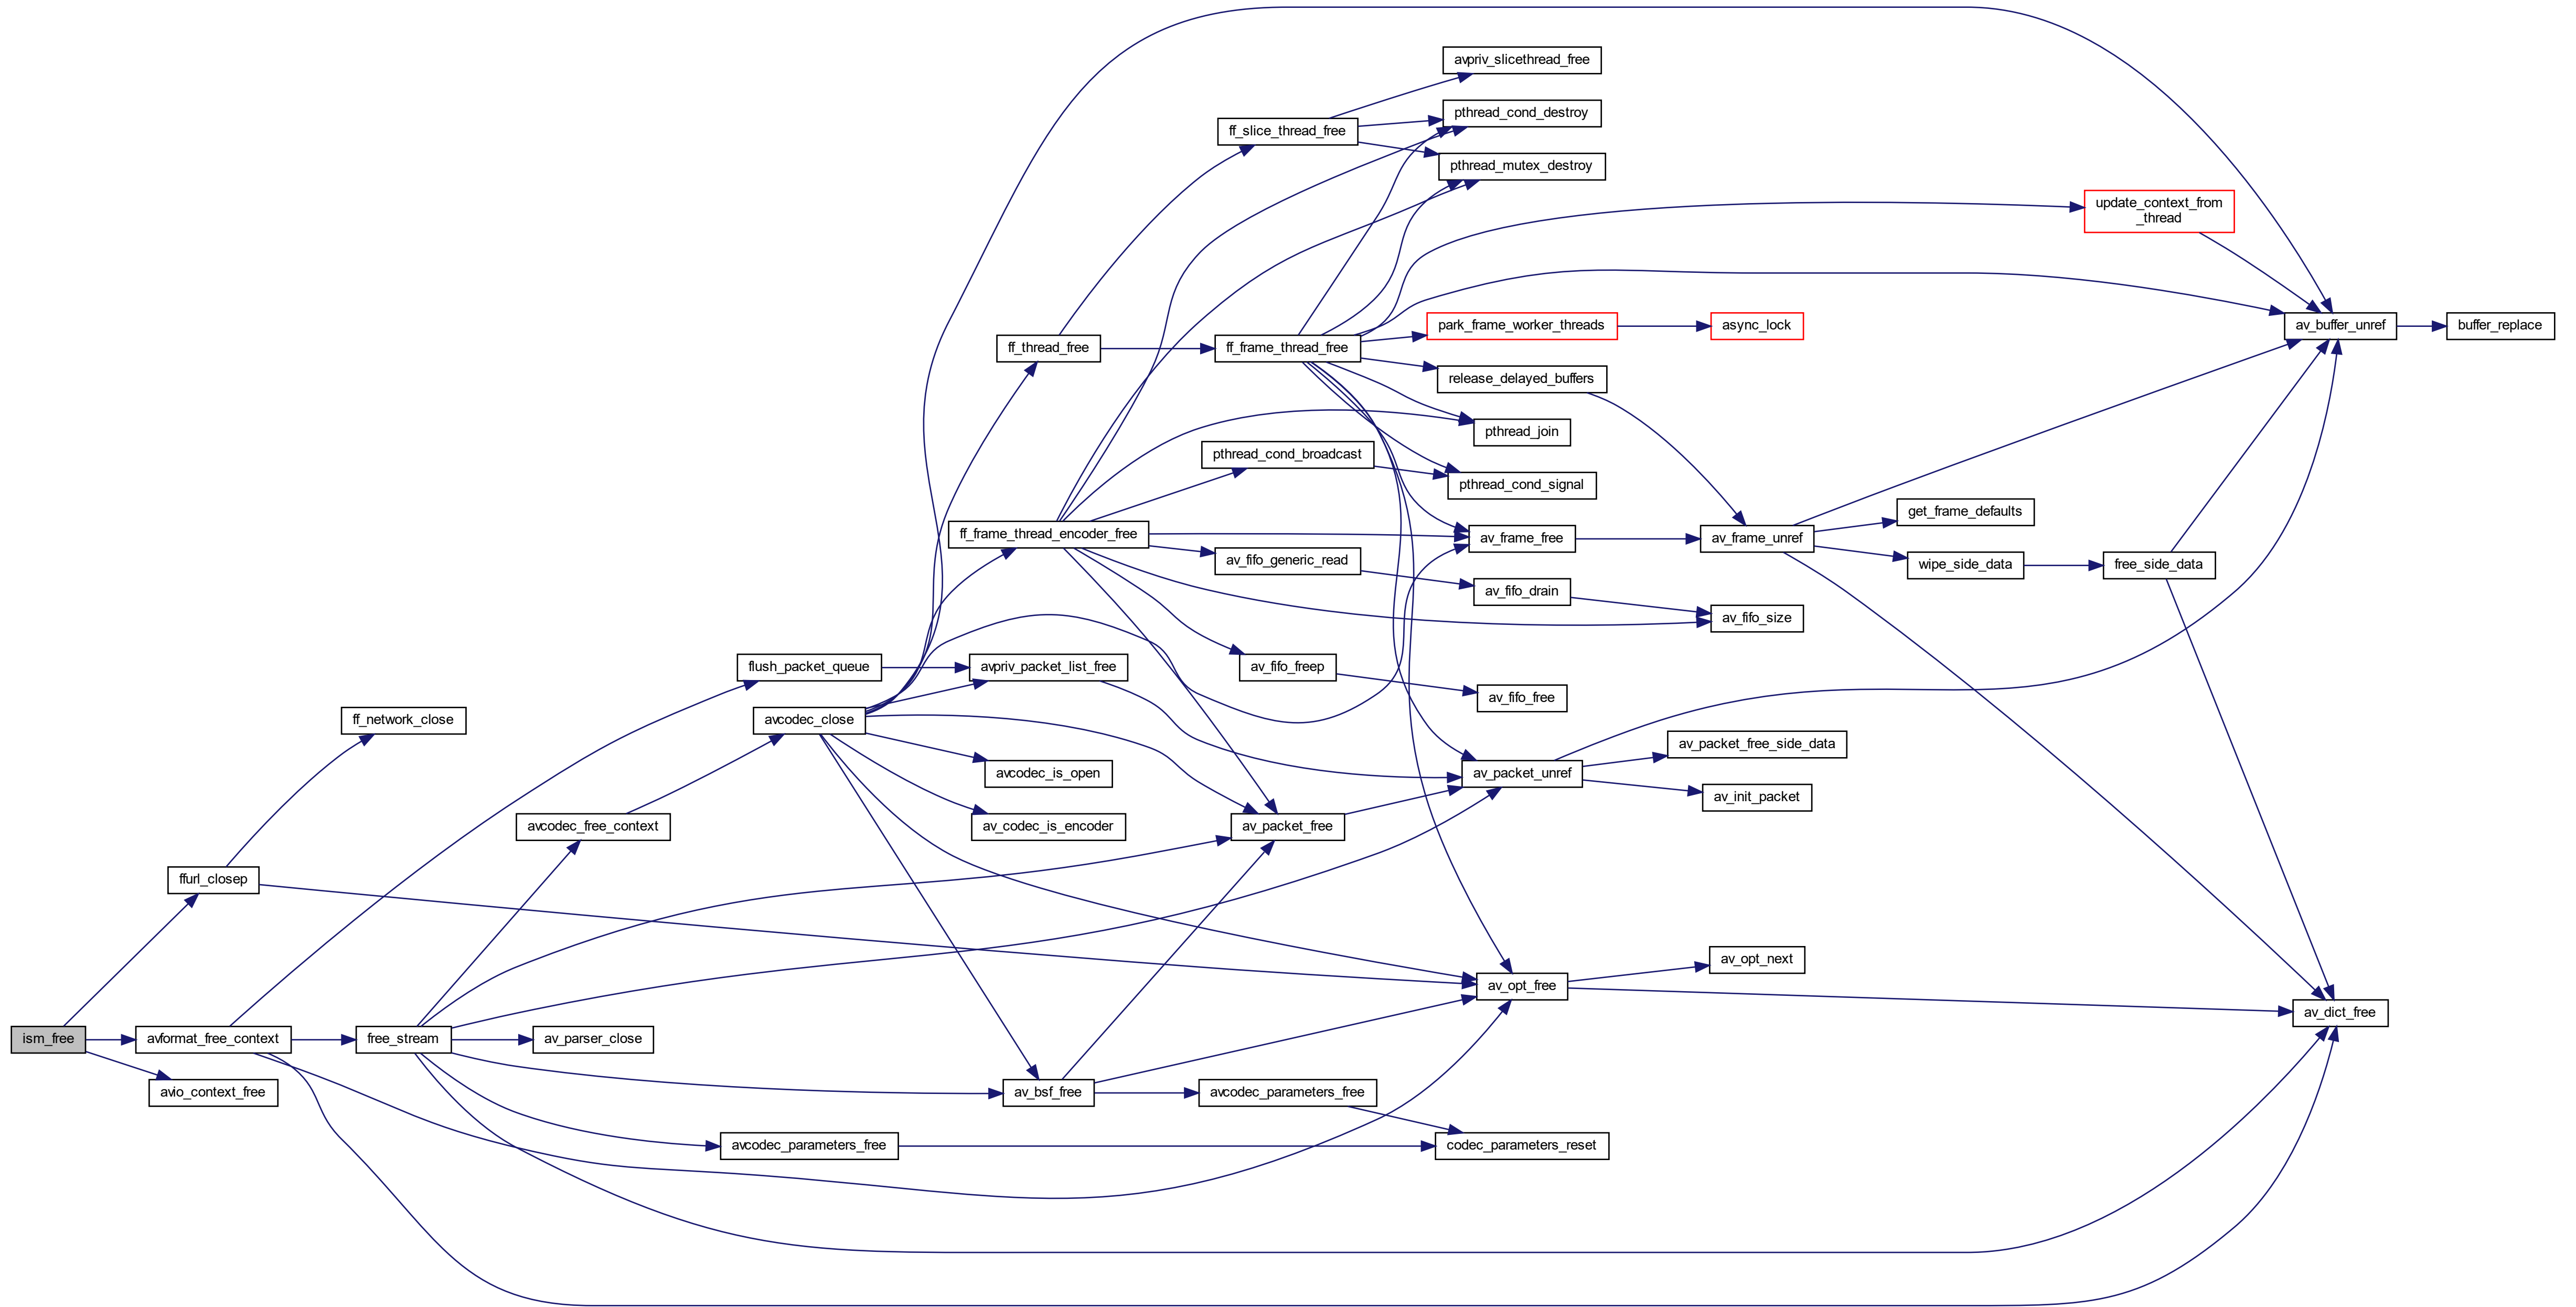 avpriv_slicethread_free
pthread_cond_destroy
ff_slice_thread_free
pthread_mutex_destroy
update_context_from
_thread
park_frame_worker_threads
async_lock
av_buffer_unref
buffer_replace
ff_thread_free
ff_frame_thread_free
release_delayed_buffers
pthread_join
pthread_cond_broadcast
pthread_cond_signal
get_frame_defaults
ff_frame_thread_encoder_free
av_frame_free
av_frame_unref
av_fifo_generic_read
wipe_side_data
free_side_data
av_fifo_drain
av_fifo_size
flush_packet_queue
avpriv_packet_list_free
av_fifo_freep
av_fifo_free
ff_network_close
avcodec_close
av_packet_free_side_data
avcodec_is_open
av_packet_unref
av_init_packet
avcodec_free_context
av_codec_is_encoder
av_packet_free
ffurl_closep
av_opt_next
av_opt_free
av_dict_free
ism_free
avformat_free_context
free_stream
av_parser_close
avio_context_free
av_bsf_free
avcodec_parameters_free
avcodec_parameters_free
codec_parameters_reset